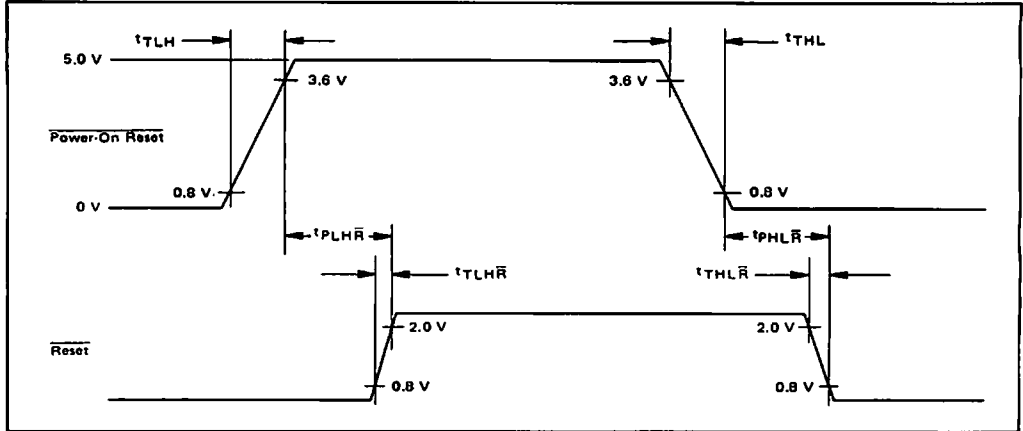 tTLH
tTHL
5.0 V
3.6 V
3.6 V
Power-On Reset
0.8 V
0.8 V
0 V
tPLHR̅
tPHLR̅
tTLHR̅
tTHLR̅
2.0 V
2.0 V
Reset
0.8 V
0.8 V